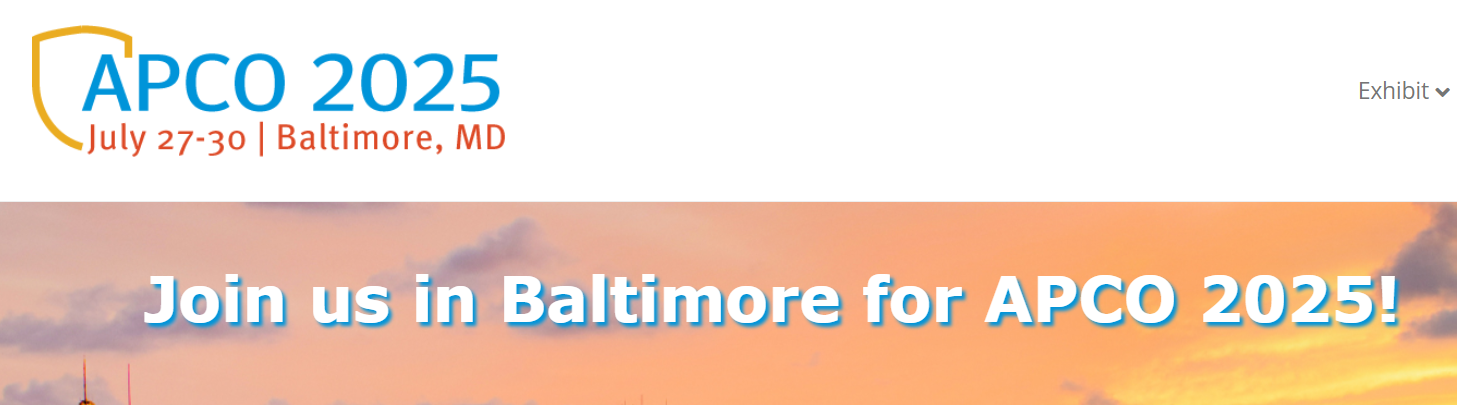 APCO 2025
July 27-30 | Baltimore, MD
Exhibit
Join us in Baltimore for APCO 2025!